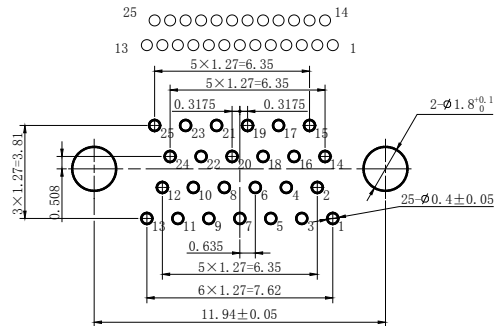 25 14
13 1
5×1.27=6.35
5×1.27=6.35
0.3175 0.3175
2-Ø1.8+0.1 0
25 23 21 19 17 15
3×1.27=3.81
24 22 20 18 16 14
0.508
12 10 8 6 4 2
25-Ø0.4±0.05
13 11 9 7 5 3 1
0.635
5×1.27=6.35
6×1.27=7.62
11.94±0.05